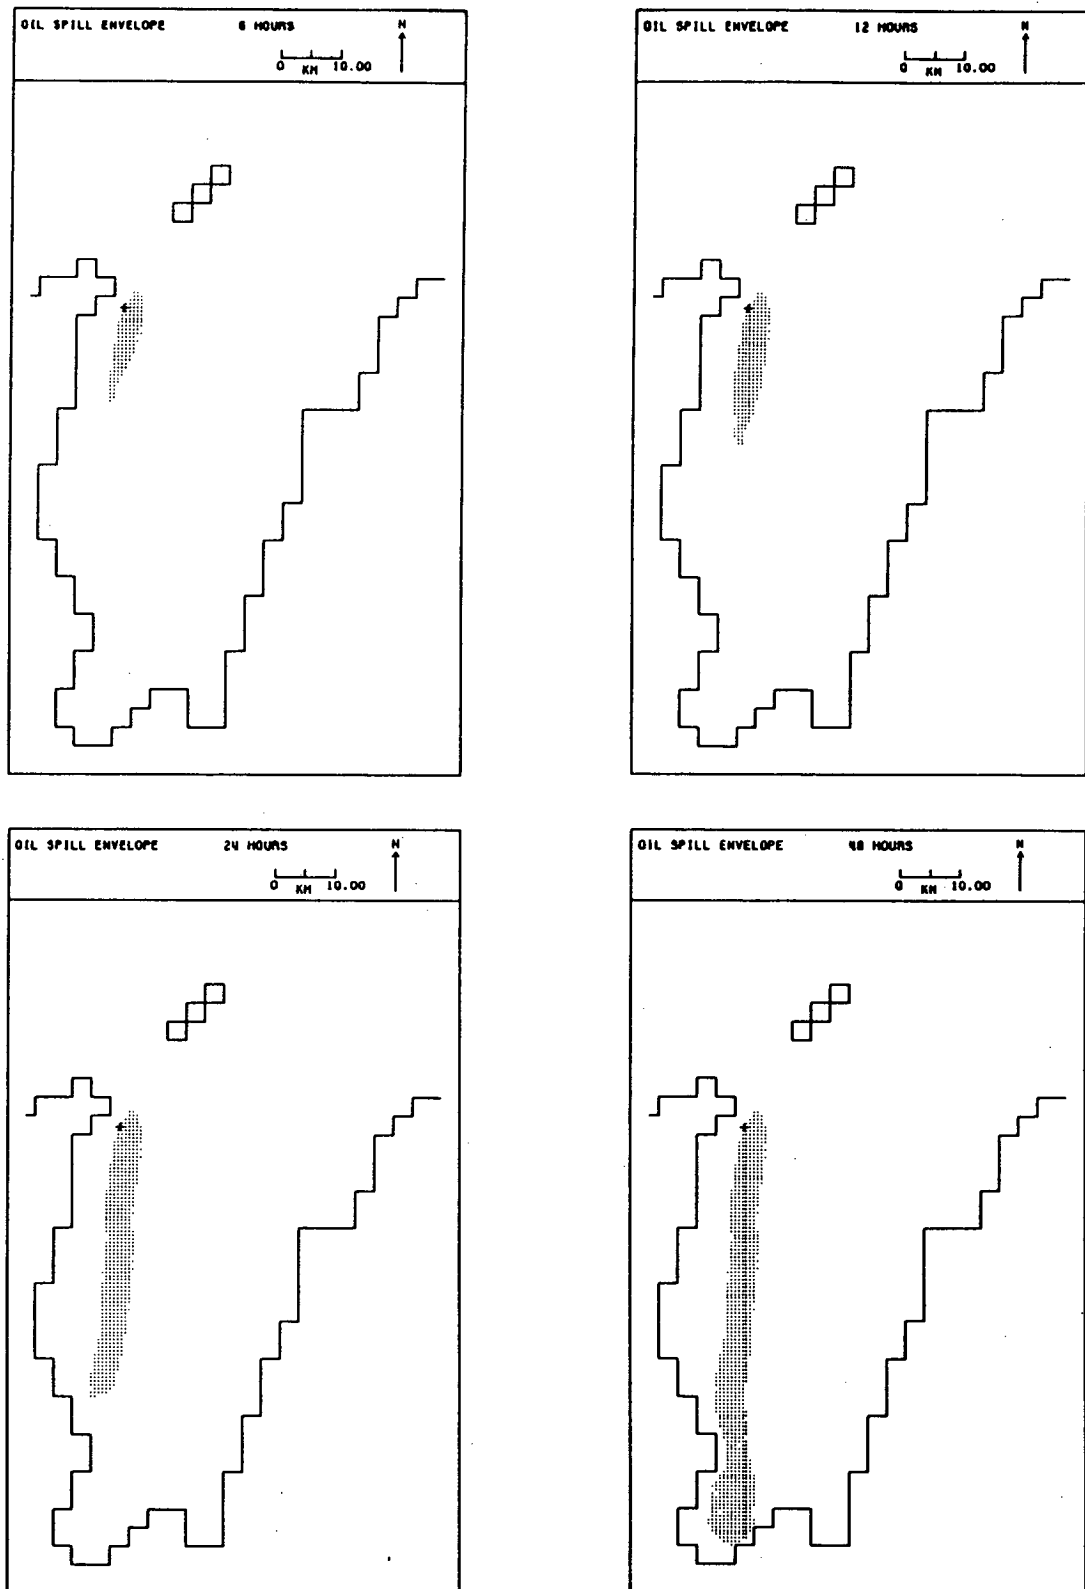 OIL SPILL ENVELOPE 6 HOURS N
0 KM 10.00
OIL SPILL ENVELOPE 12 HOURS N
0 KM 10.00
OIL SPILL ENVELOPE 24 HOURS N
0 KM 10.00
OIL SPILL ENVELOPE 48 HOURS N
0 KM 10.00